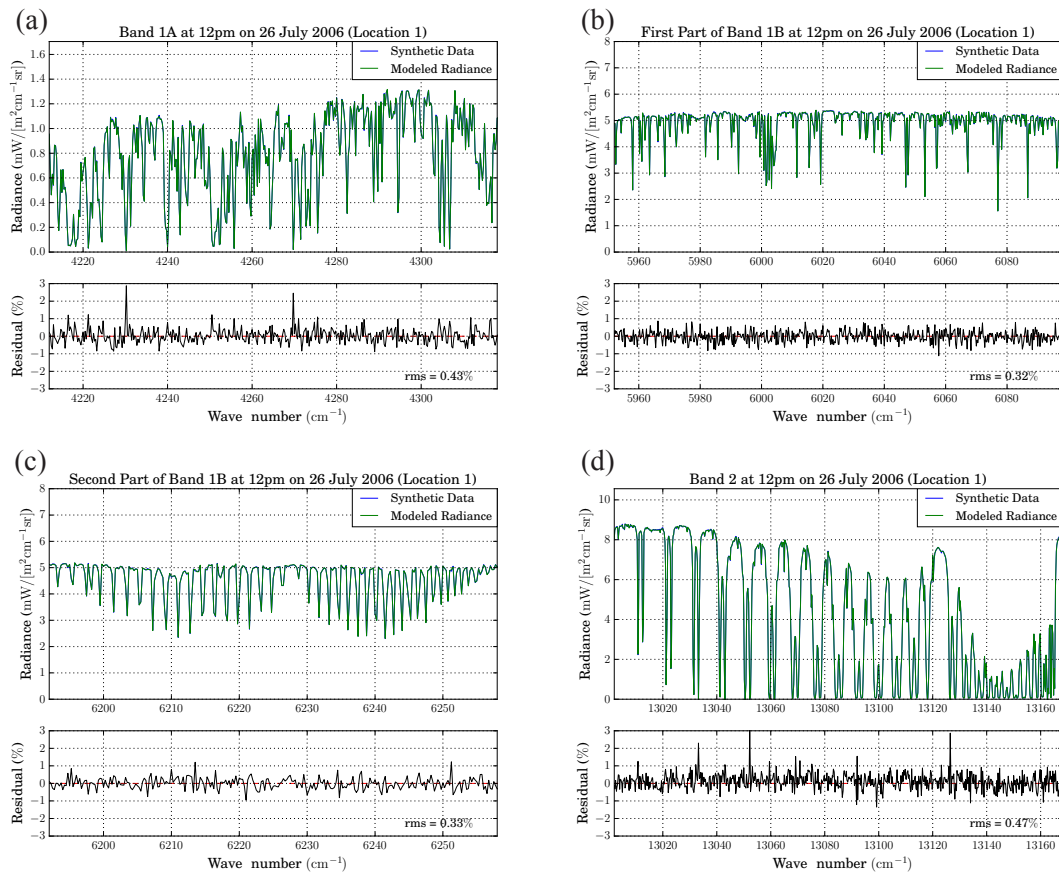 (a)
Band 1A at 12pm on 26 July 2006 (Location 1)
Synthetic Data
Modeled Radiance
Radiance (mW/[m²cm⁻¹sr]
1.6
1.4
1.2
1.0
0.8
0.6
0.4
0.2
0.0
4220 4240 4260 4280 4300
Residual (%)
3
2
1
0
−1
−2
−3
rms = 0.43%
4220 4240 4260 4280 4300
Wave number (cm⁻¹)
(b)
First Part of Band 1B at 12pm on 26 July 2006 (Location 1)
Synthetic Data
Modeled Radiance
Radiance (mW/[m²cm⁻¹sr]
8
7
6
5
4
3
2
1
0
5960 5980 6000 6020 6040 6060 6080
Residual (%)
3
2
1
0
−1
−2
−3
rms = 0.32%
5960 5980 6000 6020 6040 6060 6080
Wave number (cm⁻¹)
(c)
Second Part of Band 1B at 12pm on 26 July 2006 (Location 1)
Synthetic Data
Modeled Radiance
Radiance (mW/[m²cm⁻¹sr]
8
7
6
5
4
3
2
1
0
6200 6210 6220 6230 6240 6250
Residual (%)
3
2
1
0
−1
−2
−3
rms = 0.33%
6200 6210 6220 6230 6240 6250
Wave number (cm⁻¹)
(d)
Band 2 at 12pm on 26 July 2006 (Location 1)
Synthetic Data
Modeled Radiance
Radiance (mW/[m²cm⁻¹sr]
10
8
6
4
2
0
13020 13040 13060 13080 13100 13120 13140 13160
Residual (%)
3
2
1
0
−1
−2
−3
rms = 0.47%
13020 13040 13060 13080 13100 13120 13140 13160
Wave number (cm⁻¹)